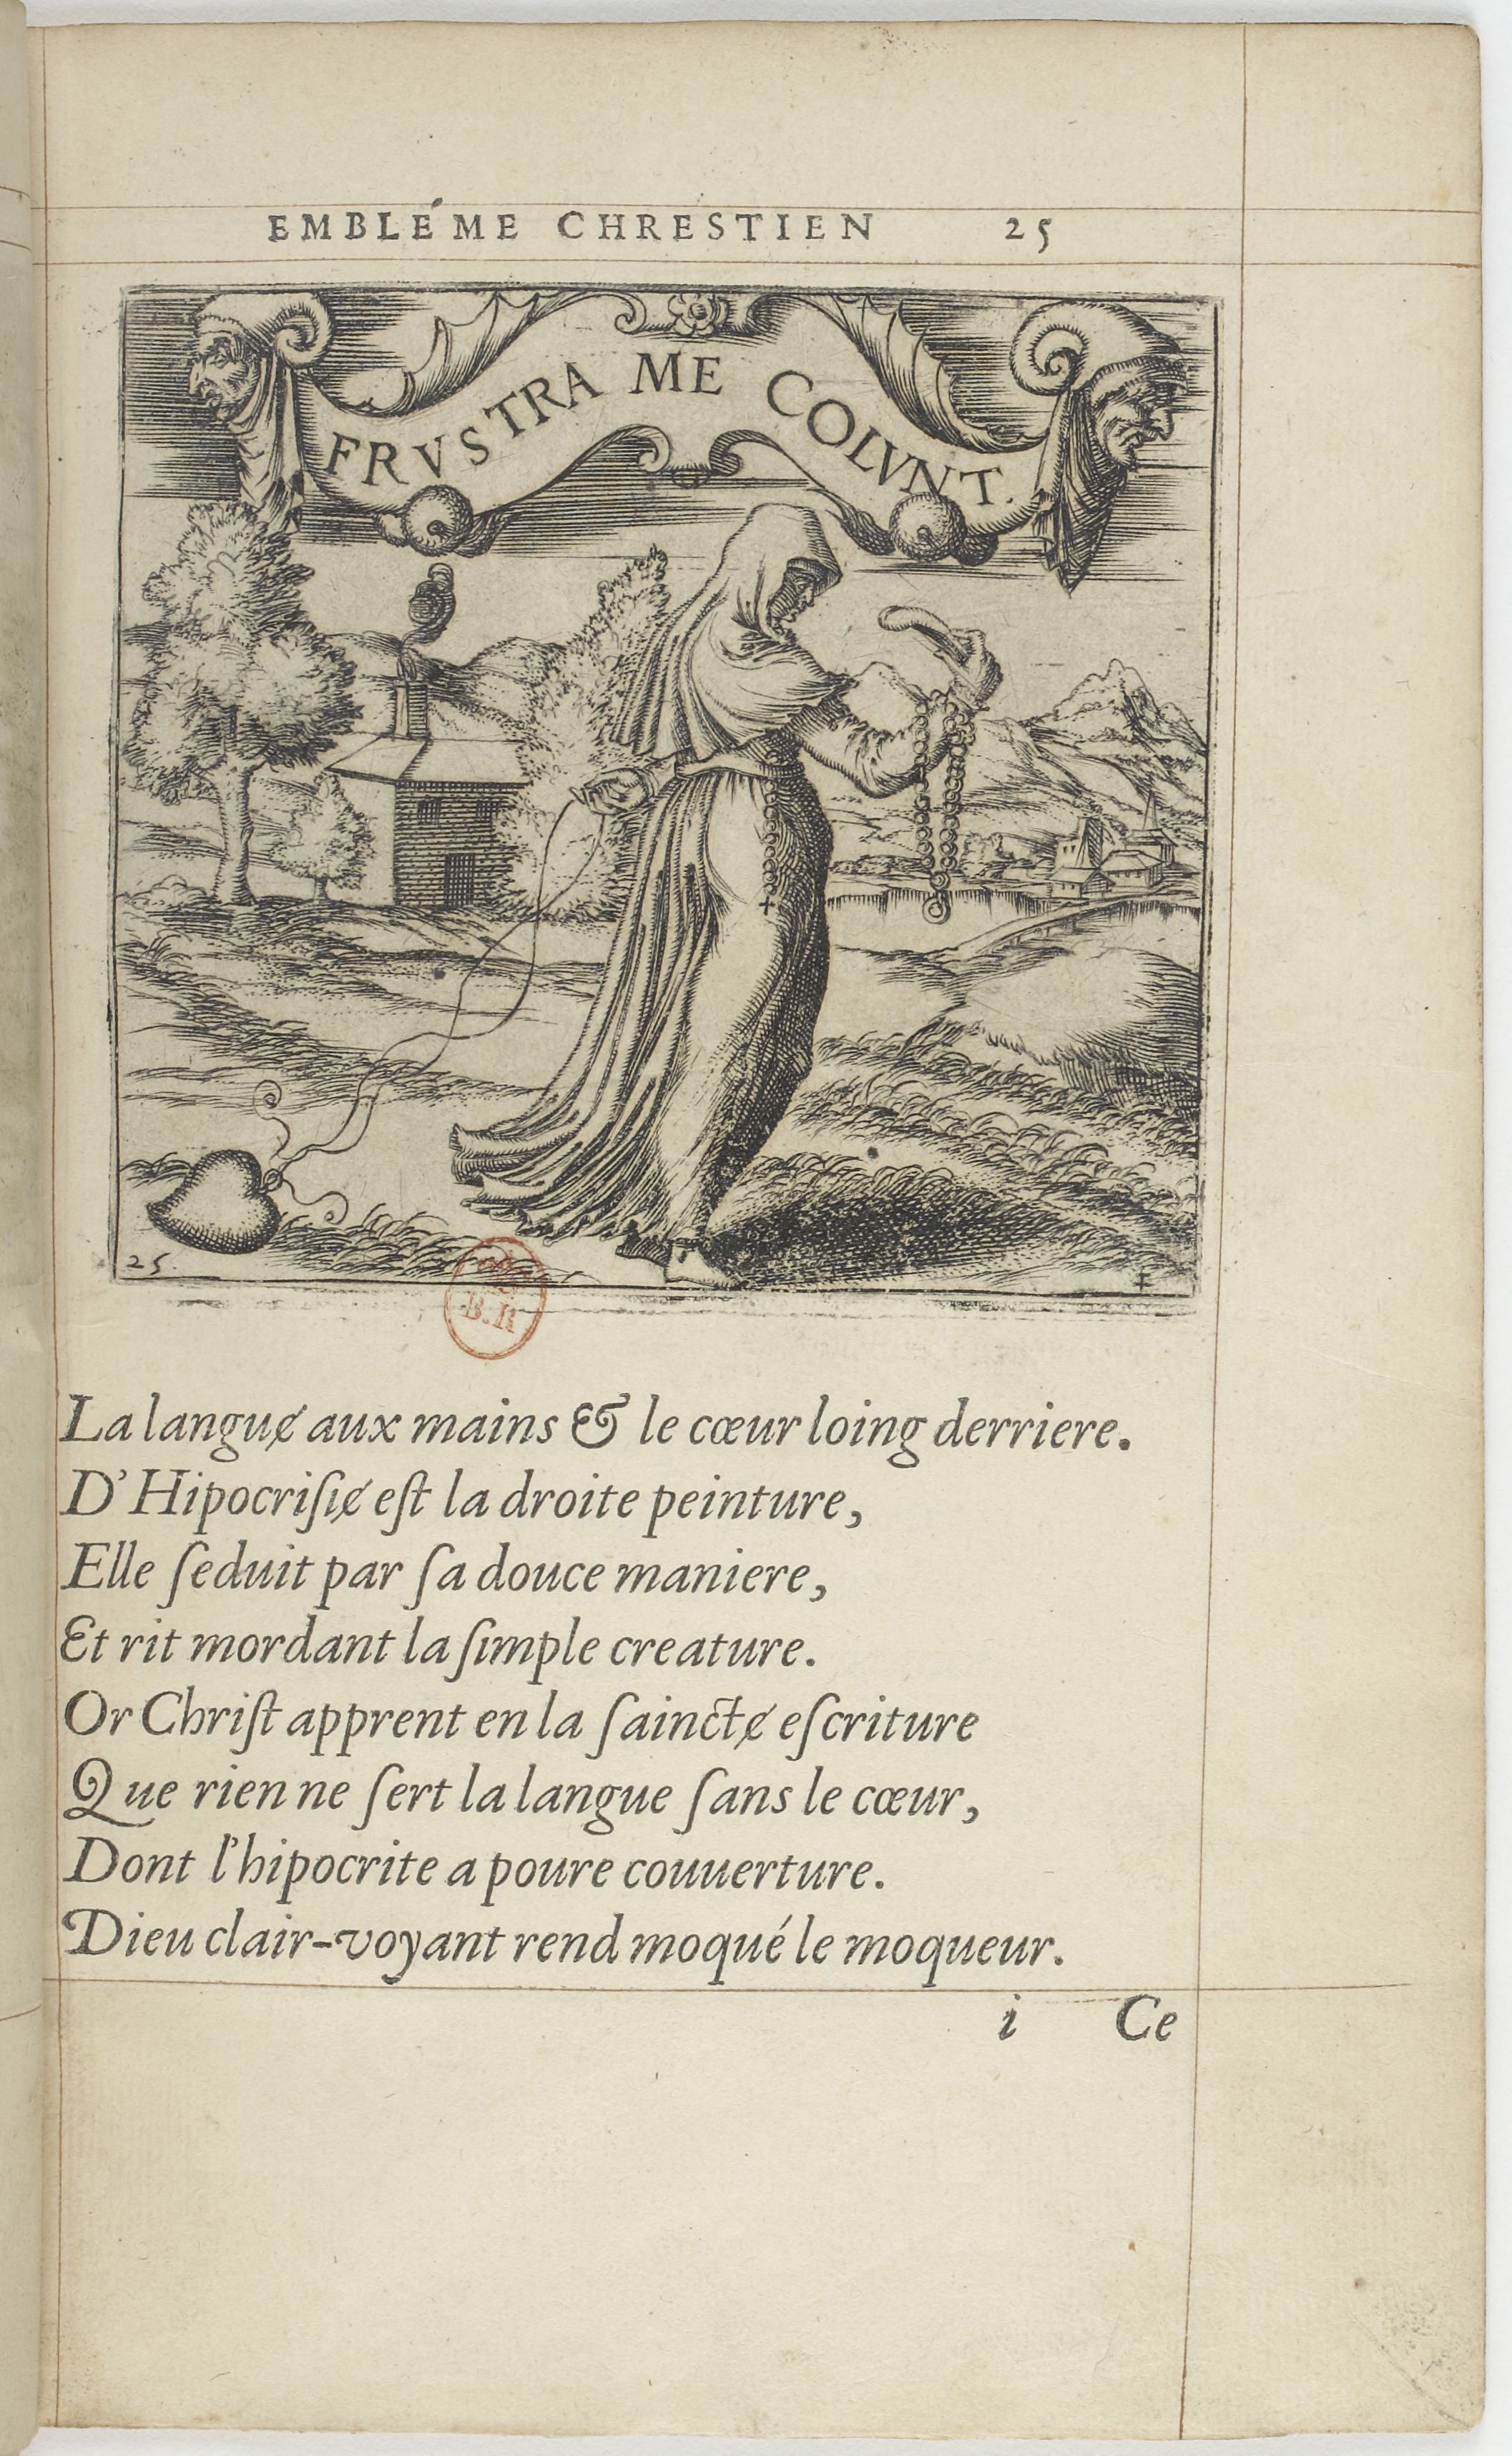 EMBLÉME CHRESTIEN 25
FRVSTRA ME COLVNT.
25.
B.R
La languɇ aux mains & le cœur loing derriere.
D'Hipocriſiɇ eſt la droite peinture,
Elle ſeduit par ſa douce maniere,
Et rit mordant la ſimple creature.
Or Chriſt apprent en la ſainctɇ eſcriture
Que rien ne ſert la langue ſans le cœur,
Dont l'hipocrite a poure couuerture.
Dieu clair-voyant rend moqué le moqueur.
i Ce